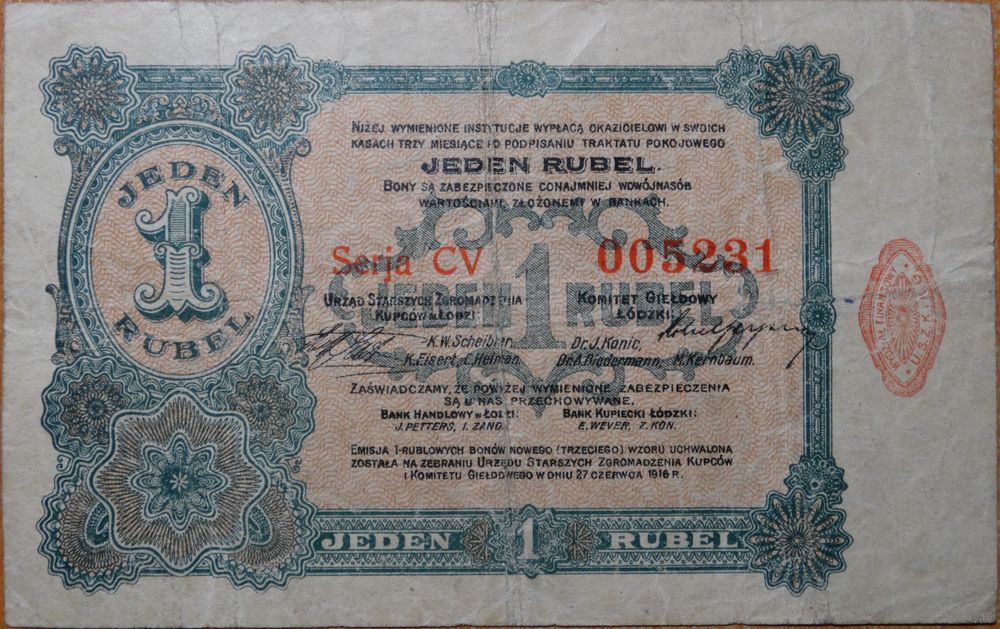 NIŻEJ WYMIENIONE INSTYTUCJE WYPŁACĄ OKAZICIELOWI W SWOICH
KASACH TRZY MIESIĄCE PO PODPISANIU TRAKTATU POKOJOWEGO
JEDEN RUBEL.
BONY SĄ ZABEZPIECZONE CONAJMNIEJ WDWÓJNASÓB
WARTOŚCIAMI ZŁOŻONEMI W BANKACH.
JEDEN
1
RUBEL
Serja CV 005231
JEDEN 1 RUBEL
URZĄD STARSZYCH ZGROMADZENIA
KUPCÓW M. ŁODZI:
KOMITET GIEŁDOWY
ŁÓDZKI:
K.W. Scheibler.
K. Eisert, E. Heiman.
Dr. J. Konic,
Dr. A. Biedermann, M. Kernbaum.
ZAŚWIADCZAMY, ŻE POWYŻEJ WYMIENIONE ZABEZPIECZENIA
SĄ U NAS PRZECHOWYWANE.
BANK HANDLOWY W ŁODZI:
J. PETTERS, I. ZAND.
BANK KUPIECKI ŁÓDZKI:
E. WEVER, Z. KON.
EMISJA 1-RUBLOWYCH BONÓW NOWEGO (TRZECIEGO) WZORU UCHWALONA
ZOSTAŁA NA ZEBRANIU URZĘDU STARSZYCH ZGROMADZENIA KUPCÓW
I KOMITETU GIEŁDOWEGO W DNIU 27 CZERWCA 1916 R.
JEDEN 1 RUBEL